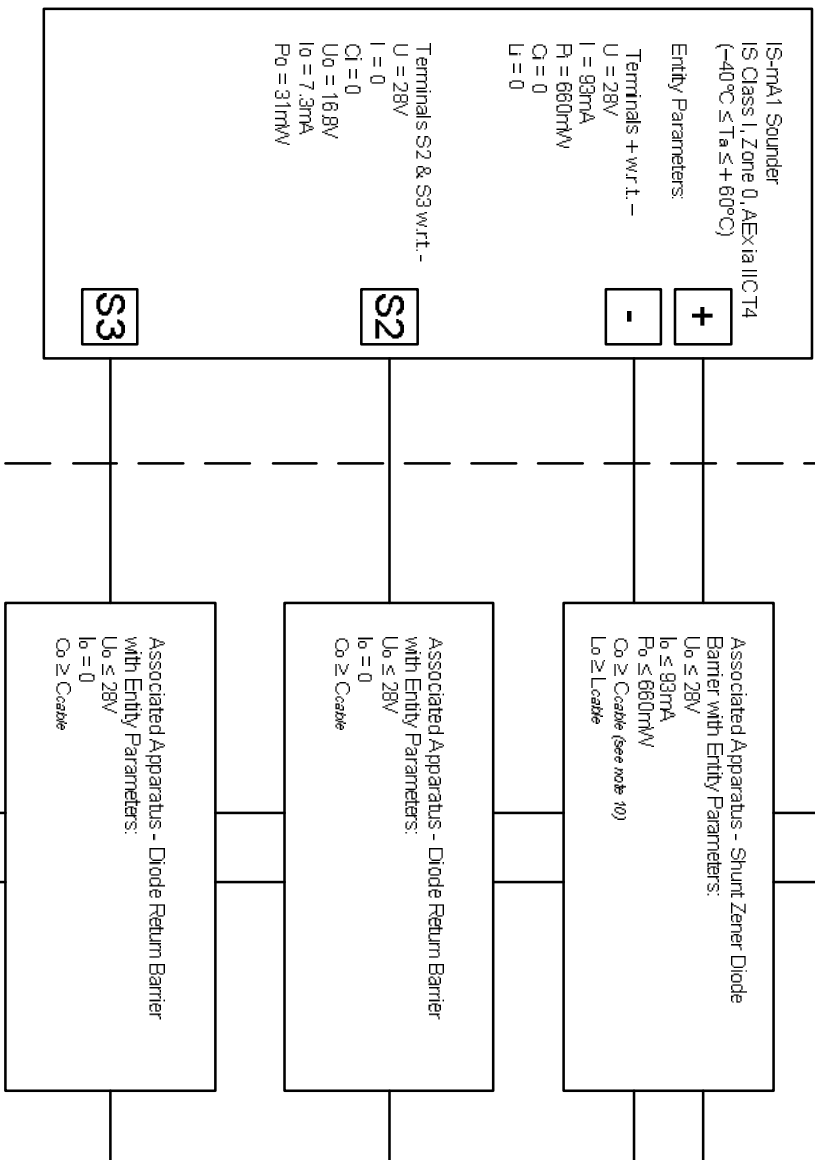 IS-mA1 Sounder
IS Class I, Zone 0, AEx ia IIC T4
(–40°C ≤ Ta ≤ + 60°C)
Entity Parameters:
Terminals + w.r.t. –
U = 28V
I = 93mA
Pi = 660mW
Ci = 0
Li = 0
Terminals S2 & S3 w.r.t. -
U = 28V
I = 0
Ci = 0
Uo = 16.8V
Io = 7.3mA
Po = 31mW
+
-
S2
S3
Associated Apparatus - Shunt Zener Diode
Barrier with Entity Parameters:
Uo ≤ 28V
Io ≤ 93mA
Po ≤ 660mW
Co ≥ Ccable (see note 10)
Lo ≥ Lcable
Associated Apparatus - Diode Return Barrier
with Entity Parameters:
Uo ≤ 28V
Io = 0
Co ≥ Ccable
Associated Apparatus - Diode Return Barrier
with Entity Parameters:
Uo ≤ 28V
Io = 0
Co ≥ Ccable